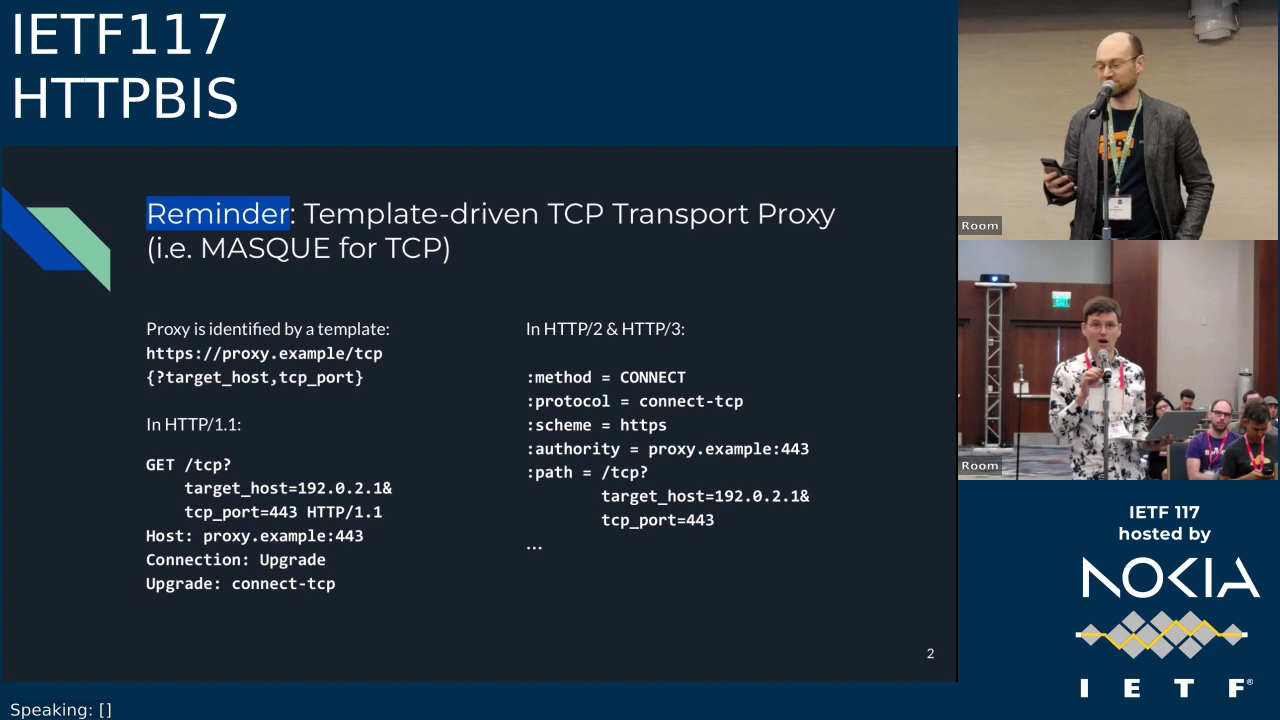 IETF117
HTTPBIS
Reminder: Template-driven TCP Transport Proxy
(i.e. MASQUE for TCP)
Proxy is identified by a template:
https://proxy.example/tcp
{?target_host,tcp_port}
In HTTP/1.1:
GET /tcp?
target_host=192.0.2.1&
tcp_port=443 HTTP/1.1
Host: proxy.example:443
Connection: Upgrade
Upgrade: connect-tcp
In HTTP/2 & HTTP/3:
:method = CONNECT
:protocol = connect-tcp
:scheme = https
:authority = proxy.example:443
:path = /tcp?
target_host=192.0.2.1&
tcp_port=443
...
2
Room
Room
IETF 117
hosted by
NOKIA
I E T F®
Speaking: []